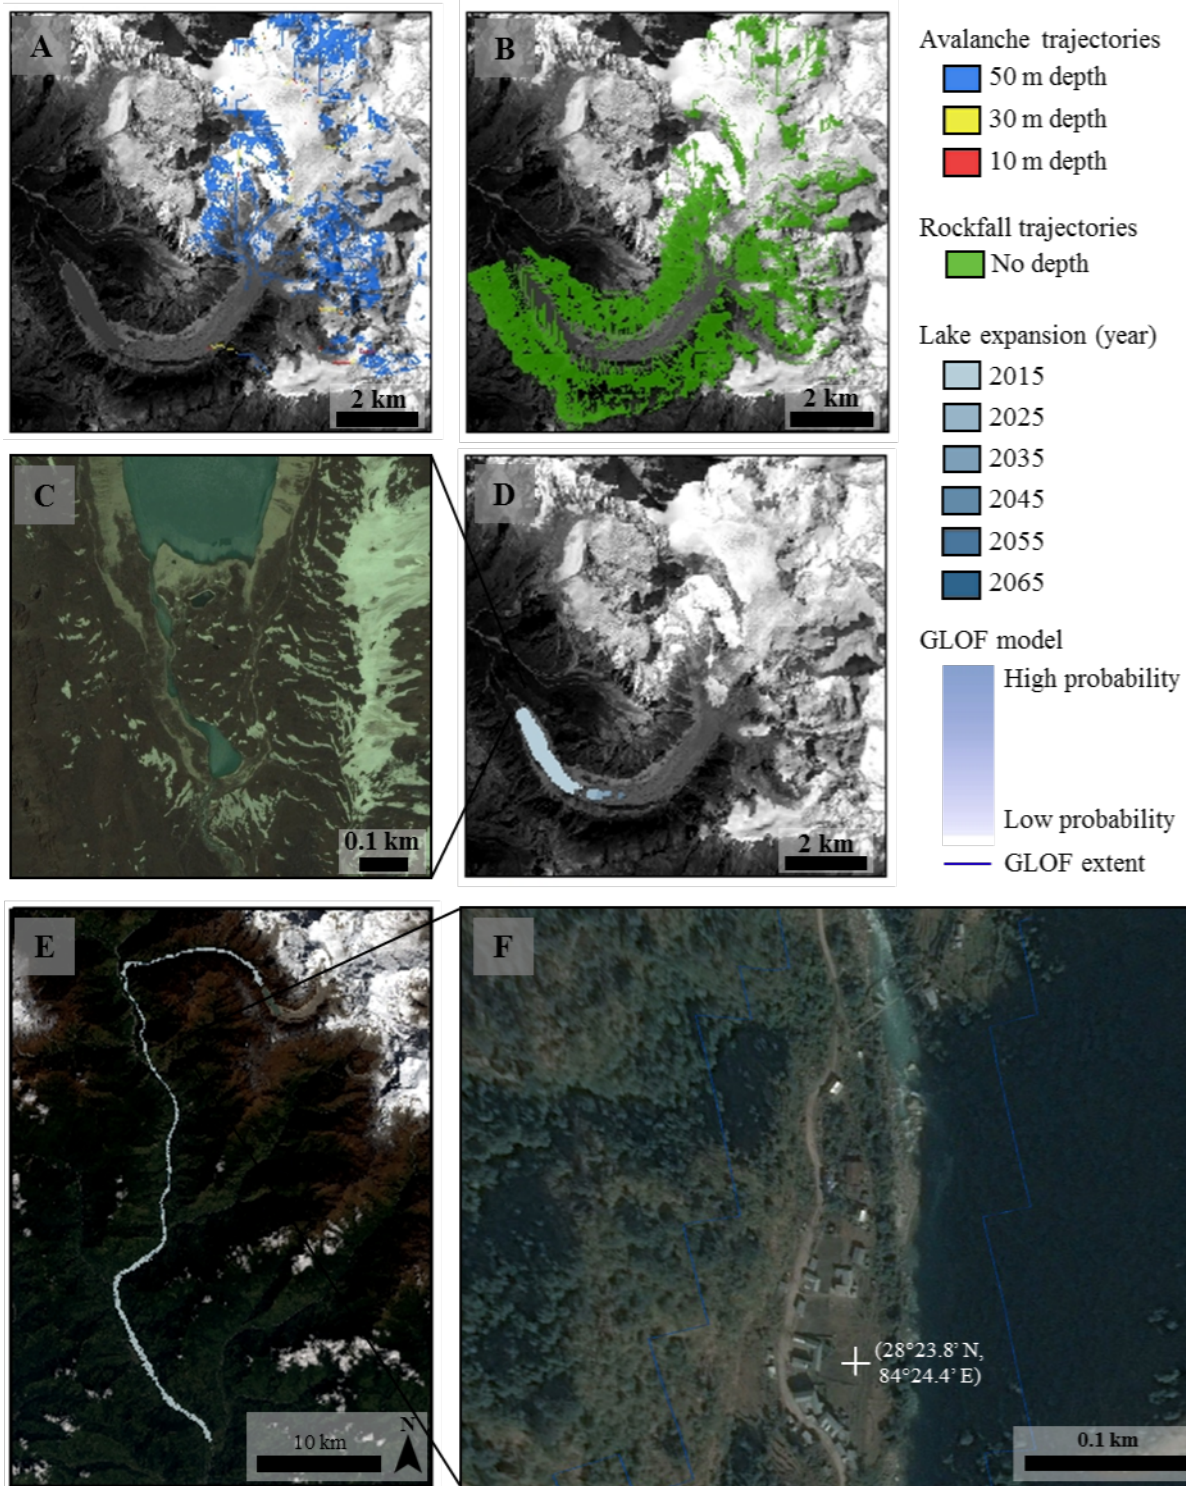 A
B
2 km
2 km
Avalanche trajectories
50 m depth
30 m depth
10 m depth
Rockfall trajectories
No depth
Lake expansion (year)
2015
2025
2035
2045
2055
2065
GLOF model
High probability
Low probability
GLOF extent
C
0.1 km
D
2 km
E
N
10 km
F
(28°23.8’ N,
84°24.4’ E)
0.1 km